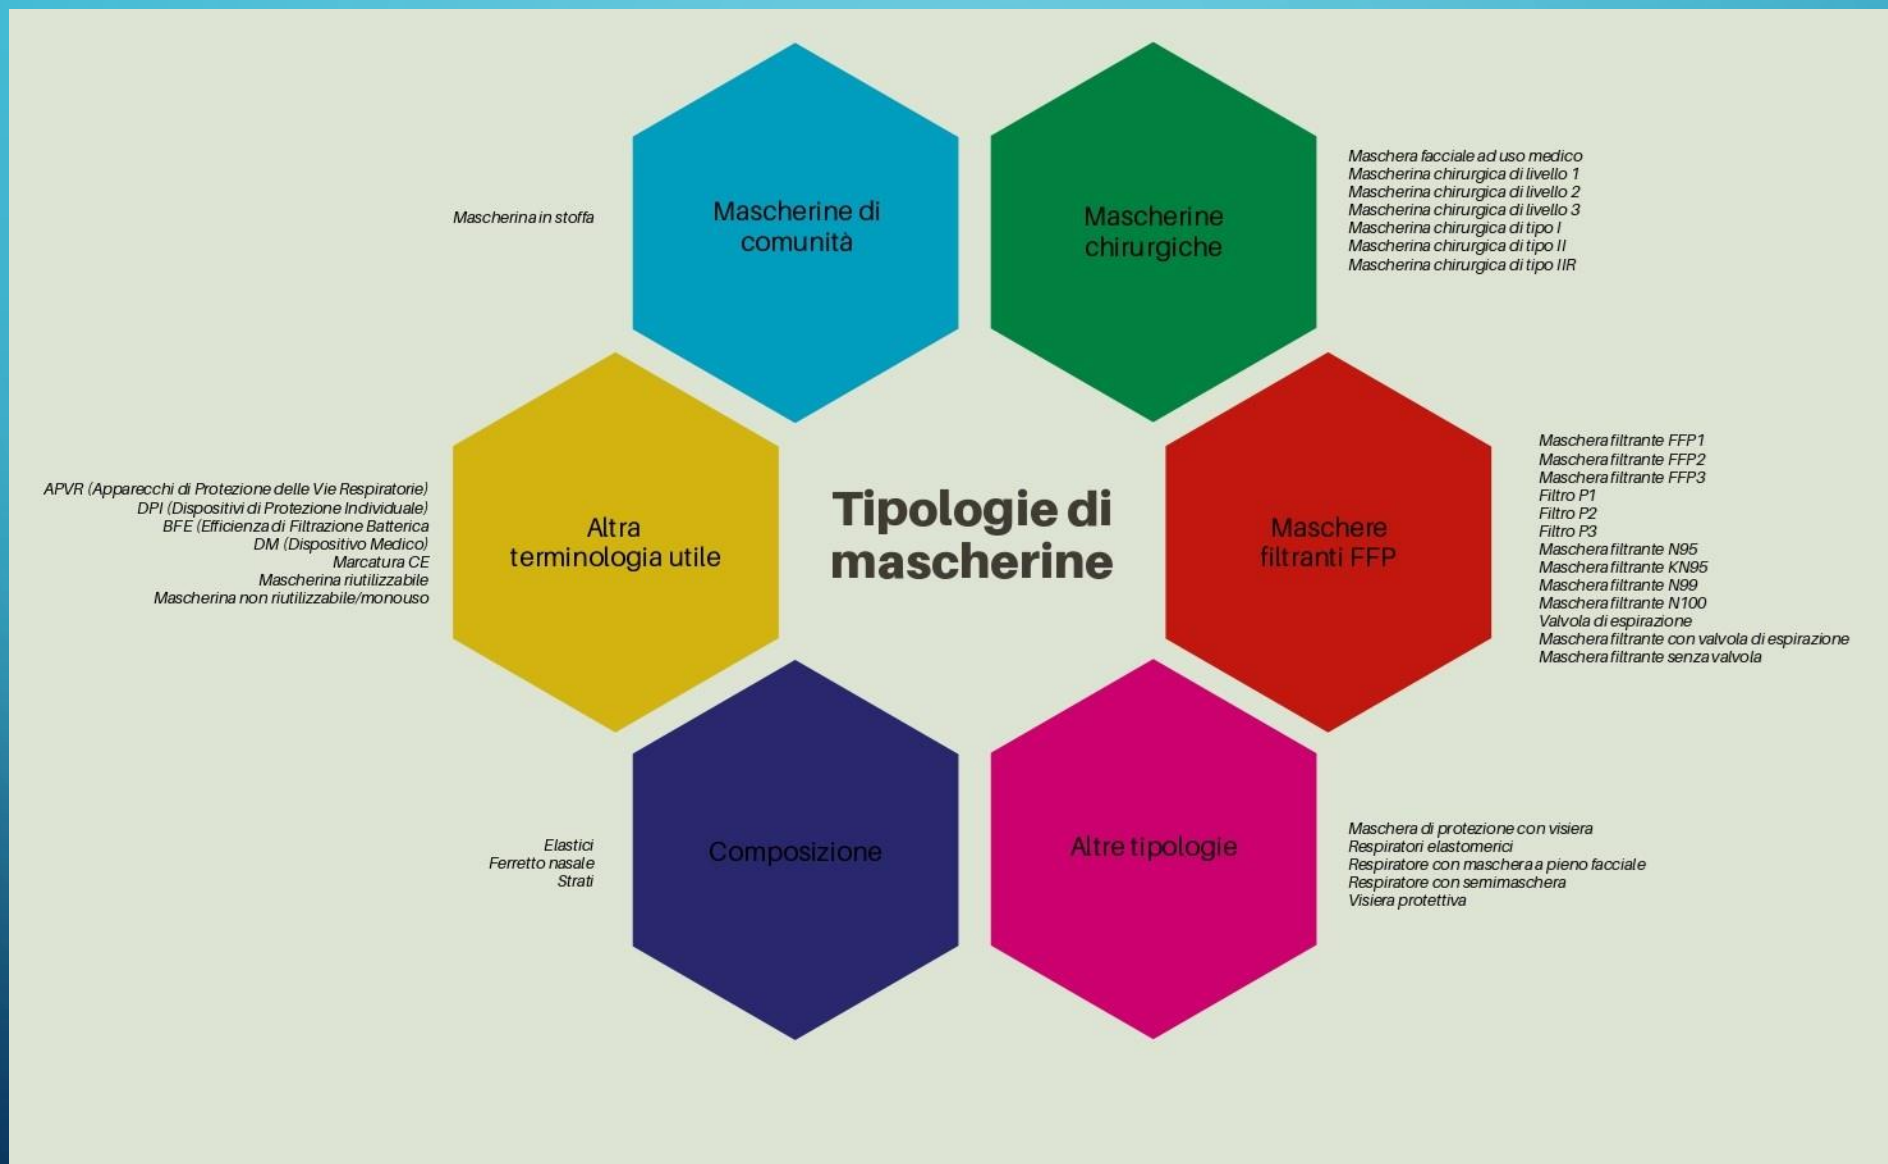 Tipologie di
mascherine
Mascherine di
comunità
Mascherina in stoffa
Mascherine
chirurgiche
Maschera facciale ad uso medico
Mascherina chirurgica di livello 1
Mascherina chirurgica di livello 2
Mascherina chirurgica di livello 3
Mascherina chirurgica di tipo I
Mascherina chirurgica di tipo II
Mascherina chirurgica di tipo IIR
Maschere
filtranti FFP
Maschera filtrante FFP1
Maschera filtrante FFP2
Maschera filtrante FFP3
Filtro P1
Filtro P2
Filtro P3
Maschera filtrante N95
Maschera filtrante KN95
Maschera filtrante N99
Maschera filtrante N100
Valvola di espirazione
Maschera filtrante con valvola di espirazione
Maschera filtrante senza valvola
Altre tipologie
Maschera di protezione con visiera
Respiratori elastomerici
Respiratore con maschera a pieno facciale
Respiratore con semimaschera
Visiera protettiva
Composizione
Elastici
Ferretto nasale
Strati
Altra
terminologia utile
APVR (Apparecchi di Protezione delle Vie Respiratorie)
DPI (Dispositivi di Protezione Individuale)
BFE (Efficienza di Filtrazione Batterica
DM (Dispositivo Medico)
Marcatura CE
Mascherina riutilizzabile
Mascherina non riutilizzabile/monouso